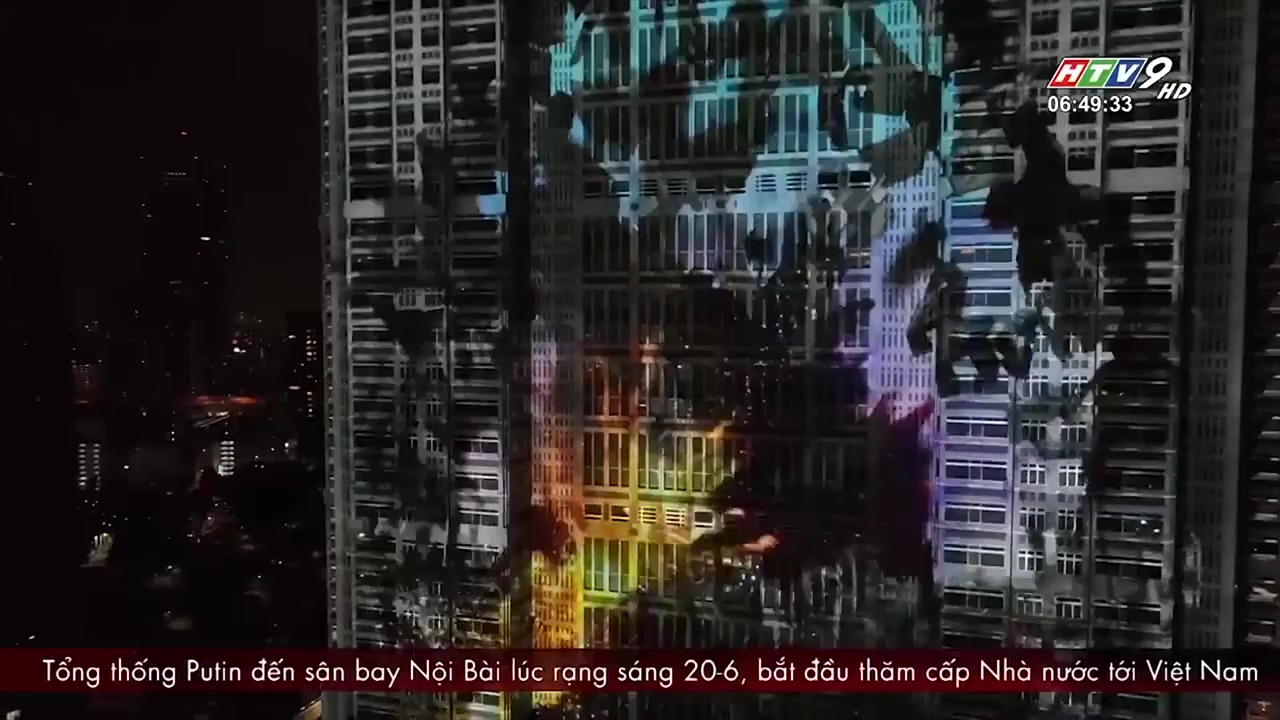 HTV9
HD
06:49:33
Tổng thống Putin đến sân bay Nội Bài lúc rạng sáng 20-6, bắt đầu thăm cấp Nhà nước tới Việt Nam